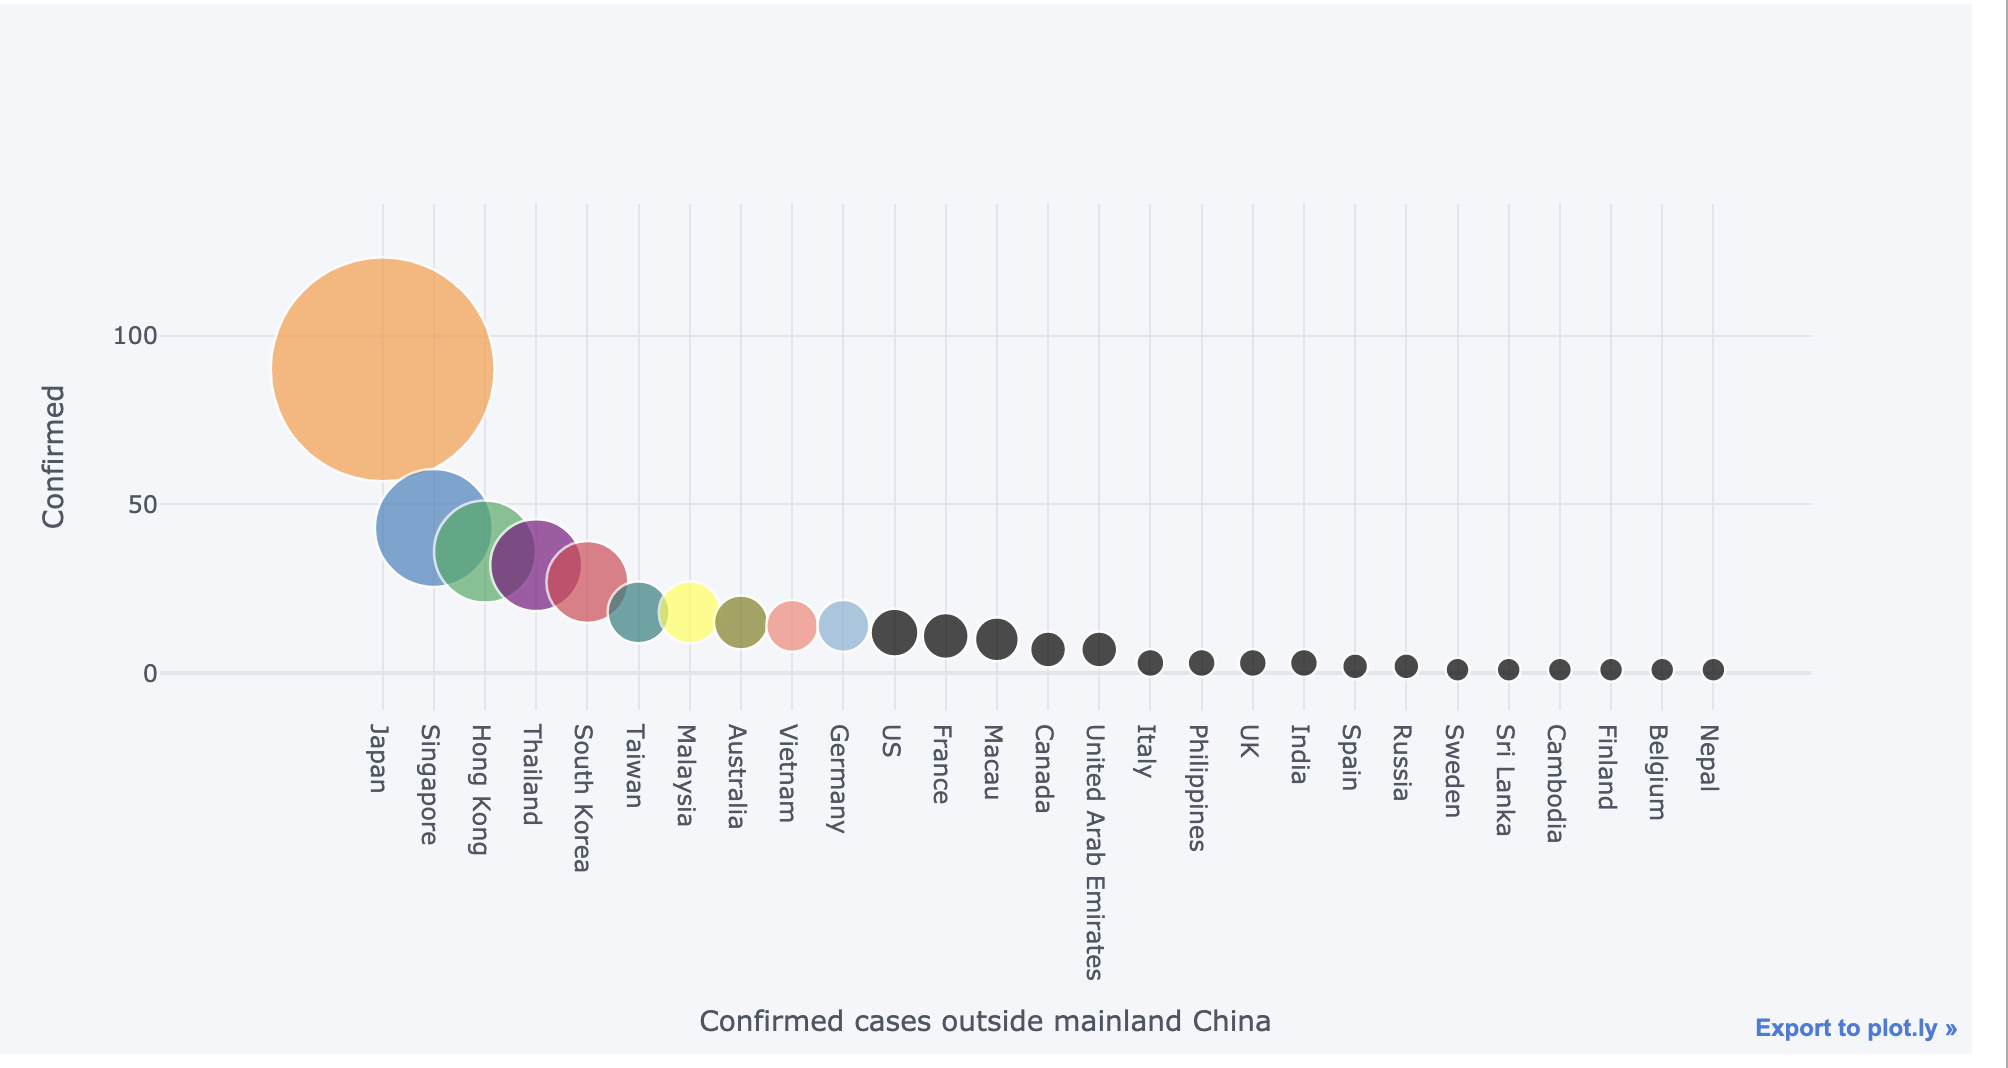 100
50
0
Confirmed
Japan
Singapore
Hong Kong
Thailand
South Korea
Taiwan
Malaysia
Australia
Vietnam
Germany
US
France
Macau
Canada
United Arab Emirates
Italy
Philippines
UK
India
Spain
Russia
Sweden
Sri Lanka
Cambodia
Finland
Belgium
Nepal
Confirmed cases outside mainland China
Export to plot.ly »